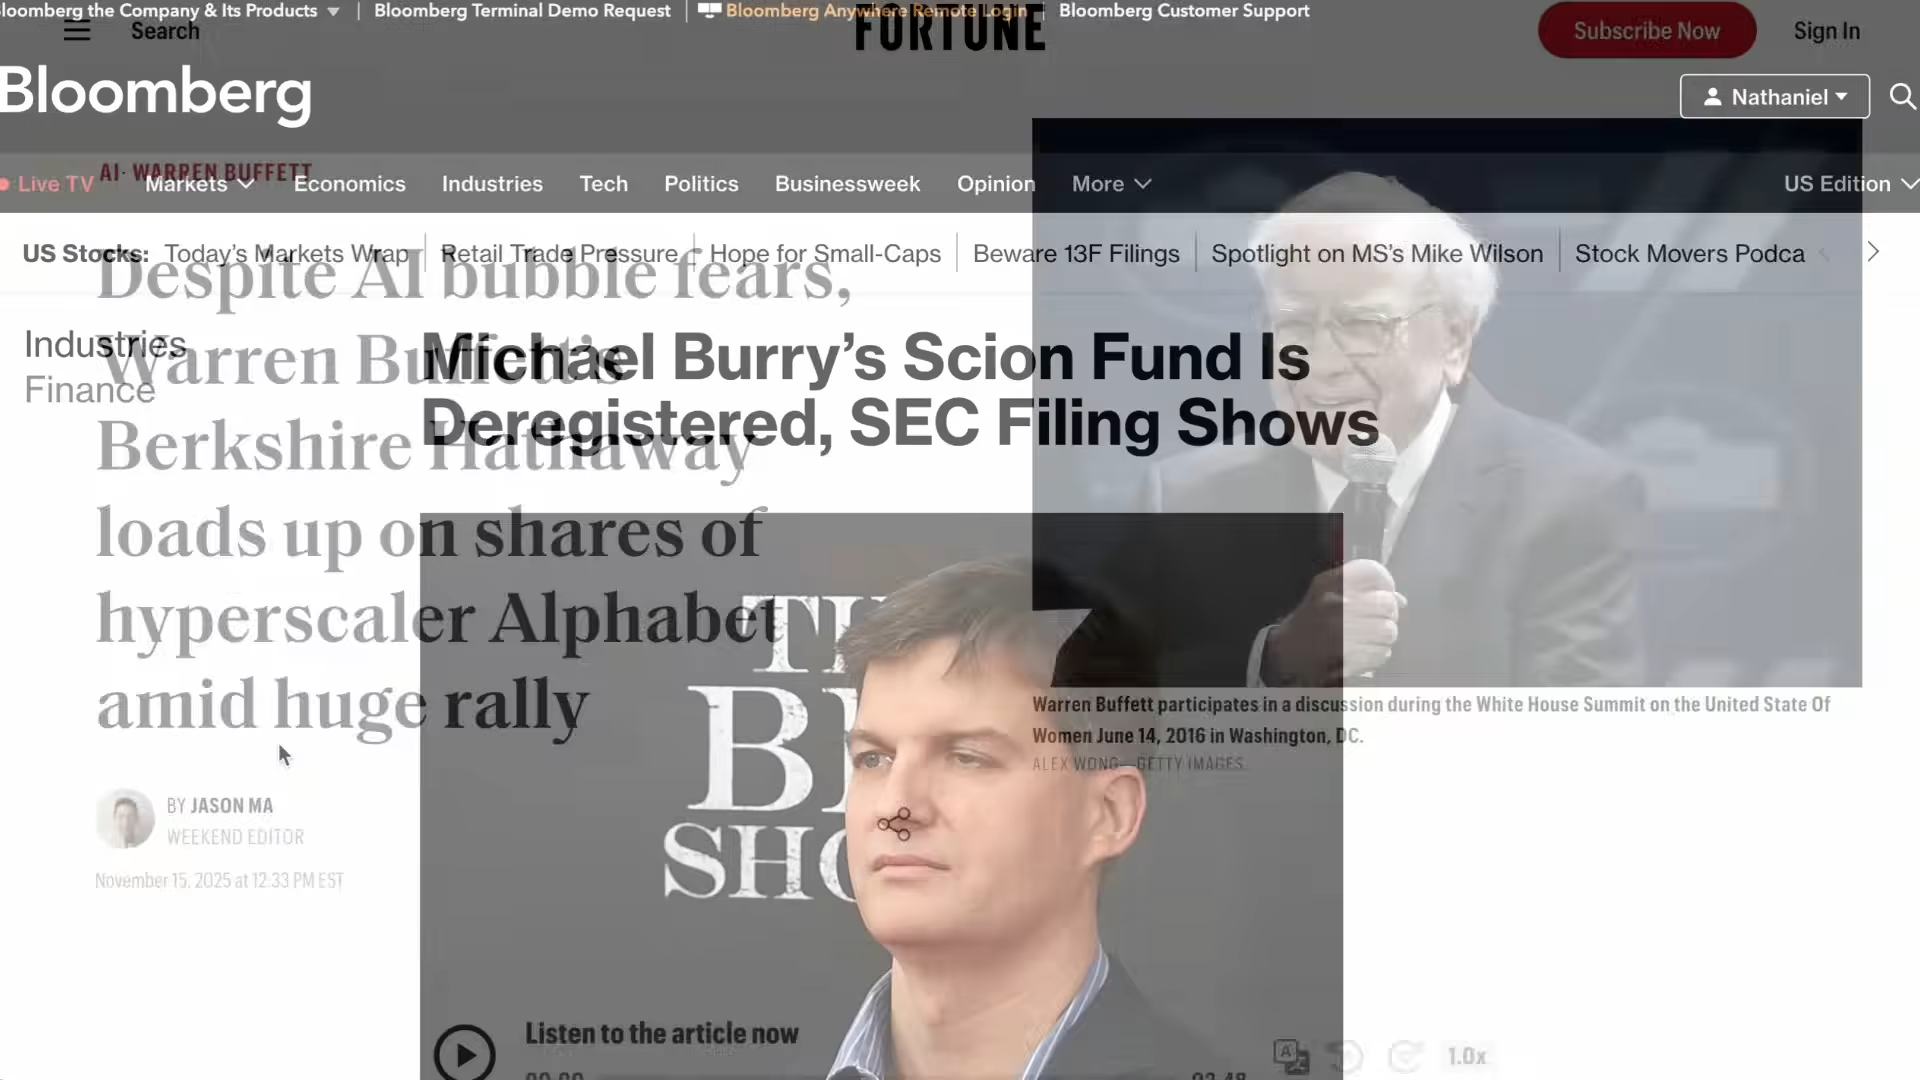 loomberg the Company & Its Products
Bloomberg Terminal Demo Request
Bloomberg Anywhere Remote Login
Bloomberg Customer Support
Search
FORTUNE
Subscribe Now
Sign In
Bloomberg
Nathaniel
AI· WARREN BUFFETT
Live TV
Markets
Economics
Industries
Tech
Politics
Businessweek
Opinion
More
US Edition
US Stocks:
Today's Markets Wrap
Retail Trade Pressure
Hope for Small-Caps
Beware 13F Filings
Spotlight on MS's Mike Wilson
Stock Movers Podca
Industries
Finance
Michael Burry's Scion Fund Is
Deregistered, SEC Filing Shows
Despite AI bubble fears,
Warren Buffett's
Berkshire Hathaway
loads up on shares of
hyperscaler Alphabet
amid huge rally
Warren Buffett participates in a discussion during the White House Summit on the United State Of
Women June 14, 2016 in Washington, DC.
ALEX WONG—GETTY IMAGES
BY JASON MA
WEEKEND EDITOR
November 15, 2025 at 12:33 PM EST
SHO
Listen to the article now
1.0x